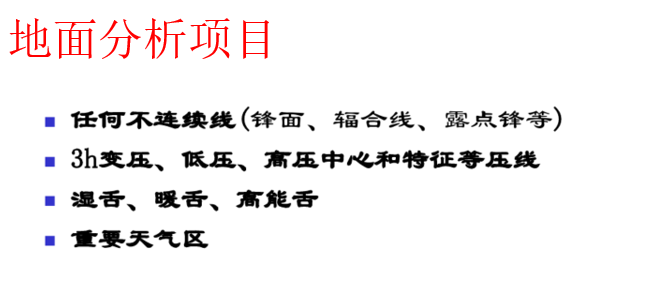 地面分析项目
任何不连续线(锋面、辐合线、露点锋等)
3h变压、低压、高压中心和特征等压线
湿舌、暖舌、高能舌
重要天气区